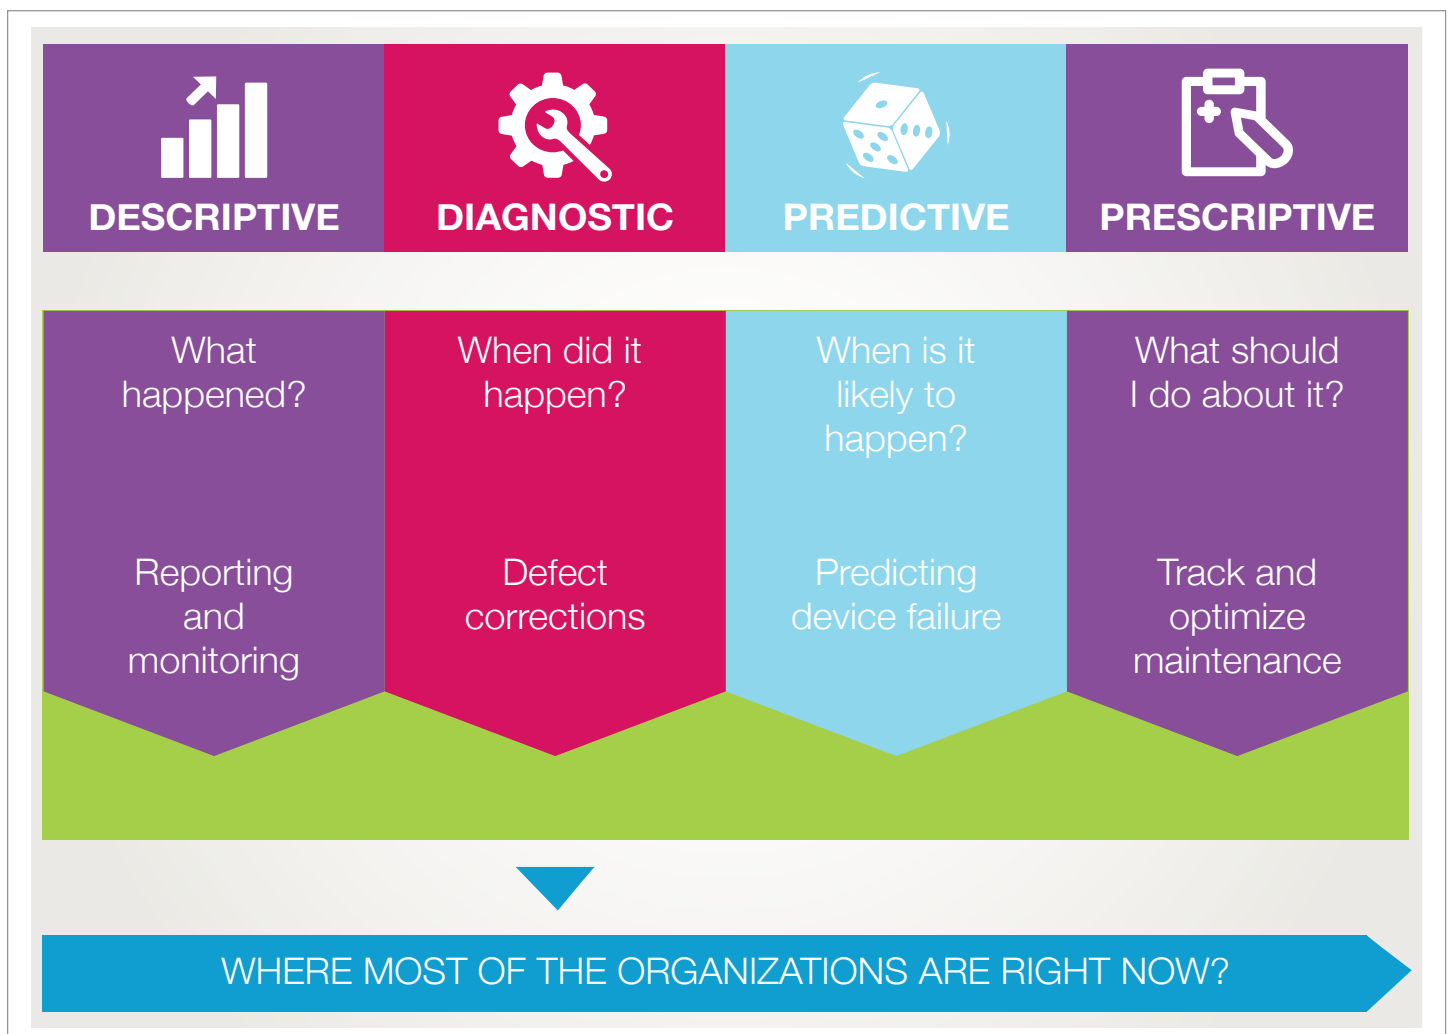 DESCRIPTIVE
DIAGNOSTIC
PREDICTIVE
PRESCRIPTIVE
What
happened?
Reporting
and
monitoring
When did it
happen?
Defect
corrections
When is it
likely to
happen?
Predicting
device failure
What should
I do about it?
Track and
optimize
maintenance
WHERE MOST OF THE ORGANIZATIONS ARE RIGHT NOW?